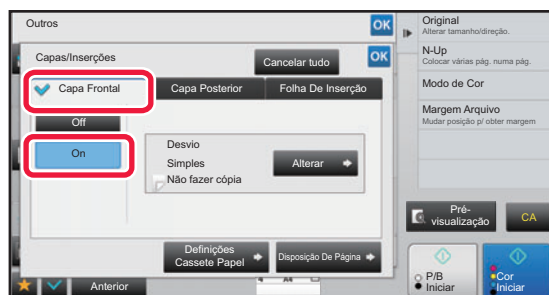 Outros
OK
Capas/Inserções
Cancelar tudo
OK
Capa Frontal
Capa Posterior
Folha De Inserção
Off
On
Desvio
Simples
Não fazer cópia
Alterar
Definições
Cassete Papel
Disposição De Página
Anterior
Original
Alterar tamanho/direção.
N-Up
Colocar várias pág. numa pág.
Modo de Cor
Margem Arquivo
Mudar posição p/ obter margem
Pré-
visualização
CA
P/B
Iniciar
Cor
Iniciar